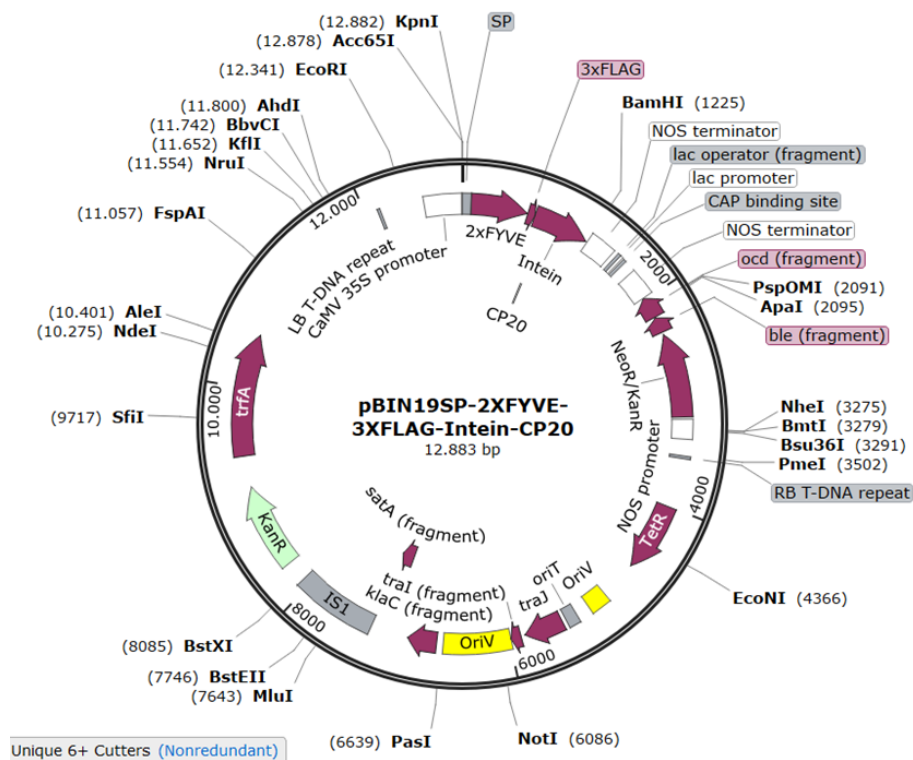 (12.882) KpnI
(12.878) Acc65I
(12.341) EcoRI
(11.800) AhdI
(11.742) BbvCI
(11.652) KflI
(11.554) NruI
(11.057) FspAI
(10.401) AleI
(10.275) NdeI
(9717) SfiI
(8085) BstXI
(7746) BstEII
(7643) MluI
(6639) PasI
NotI (6086)
EcoNI (4366)
SP
3xFLAG
BamHI (1225)
NOS terminator
lac operator (fragment)
lac promoter
CAP binding site
NOS terminator
ocd (fragment)
PspOMI (2091)
ApaI (2095)
ble (fragment)
NheI (3275)
BmtI (3279)
Bsu36I (3291)
PmeI (3502)
RB T-DNA repeat
12.000
2000
4000
6000
8000
10.000
LB T-DNA repeat
CaMV 35S promoter
2xFYVE
Intein
CP20
NeoR/KanR
NOS promoter
TetR
OriV
oriT
traJ
OriV
traI (fragment)
klaC (fragment)
satA (fragment)
IS1
KanR
trfA
pBIN19SP-2XFYVE-
3XFLAG-Intein-CP20
12.883 bp
Unique 6+ Cutters (Nonredundant)